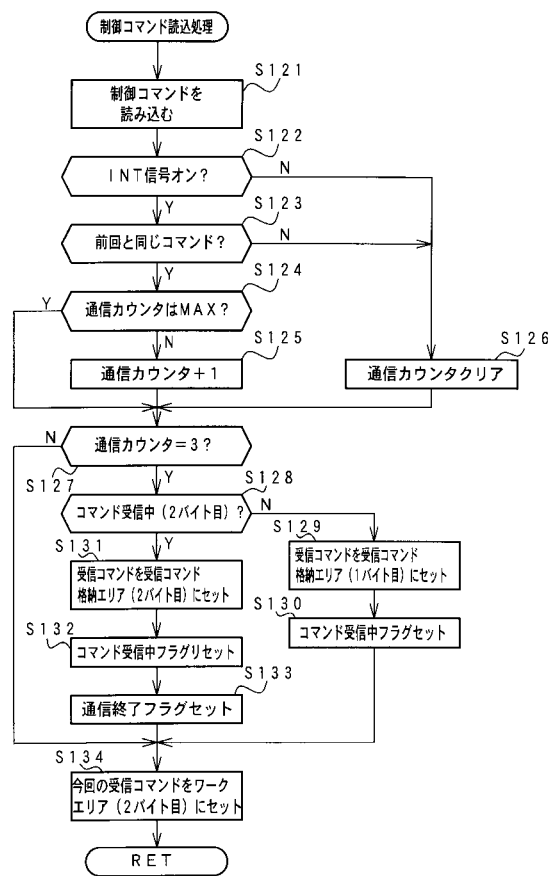 制御コマンド読込処理
S121
制御コマンドを
読み込む
S122
INT信号オン?
N
Y
S123
前回と同じコマンド?
N
Y
S124
通信カウンタはMAX?
Y
N
S125
通信カウンタ+1
S126
通信カウンタクリア
通信カウンタ=3?
N
S127
Y
S128
コマンド受信中(2バイト目)?
N
Y
S129
受信コマンドを受信コマンド
格納エリア(1バイト目)にセット
S131
受信コマンドを受信コマンド
格納エリア(2バイト目)にセット
S130
コマンド受信中フラグセット
S132
コマンド受信中フラグリセット
S133
通信終了フラグセット
S134
今回の受信コマンドをワーク
エリア(2バイト目)にセット
RET